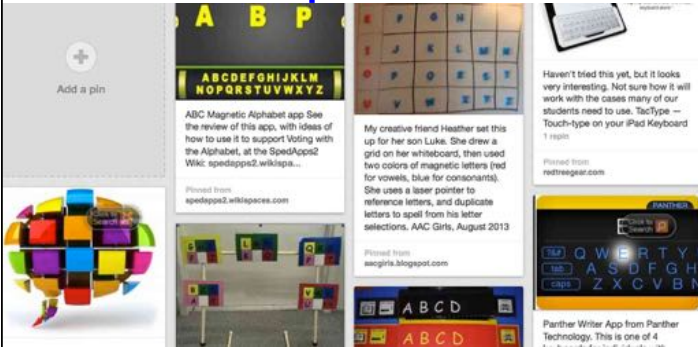 Add a pin
A B P
ABCDEFGHIJKLM
NOPQRSTUVWXYZ
ABC Magnetic Alphabet app See
the review of this app, with ideas of
how to use it to support Voting with
the Alphabet, at the SpedApps2
Wiki: spedapps2.wikispa...
Pinned from
spedapps2.wikispaces.com
My creative friend Heather set this
up for her son Luke. She drew a
grid on her whiteboard, then used
two colors of magnetic letters (red
for vowels, blue for consonants).
She uses a laser pointer to
reference letters, and duplicate
letters to spell from his letter
selections. AAC Girls, August 2013
Pinned from
aacgirls.blogspot.com
A B C D
A B C D
Haven't tried this yet, but it looks
very interesting. Not sure how it will
work with the cases many of our
students need to use. TacType —
Touch-type on your iPad Keyboard
1 repin
Pinned from
redtreegear.com
PANTHER
Click to
Search
Q W E R T Y
tab A S D F G H
caps Z X C V B N
Panther Writer App from Panther
Technology. This is one of 4